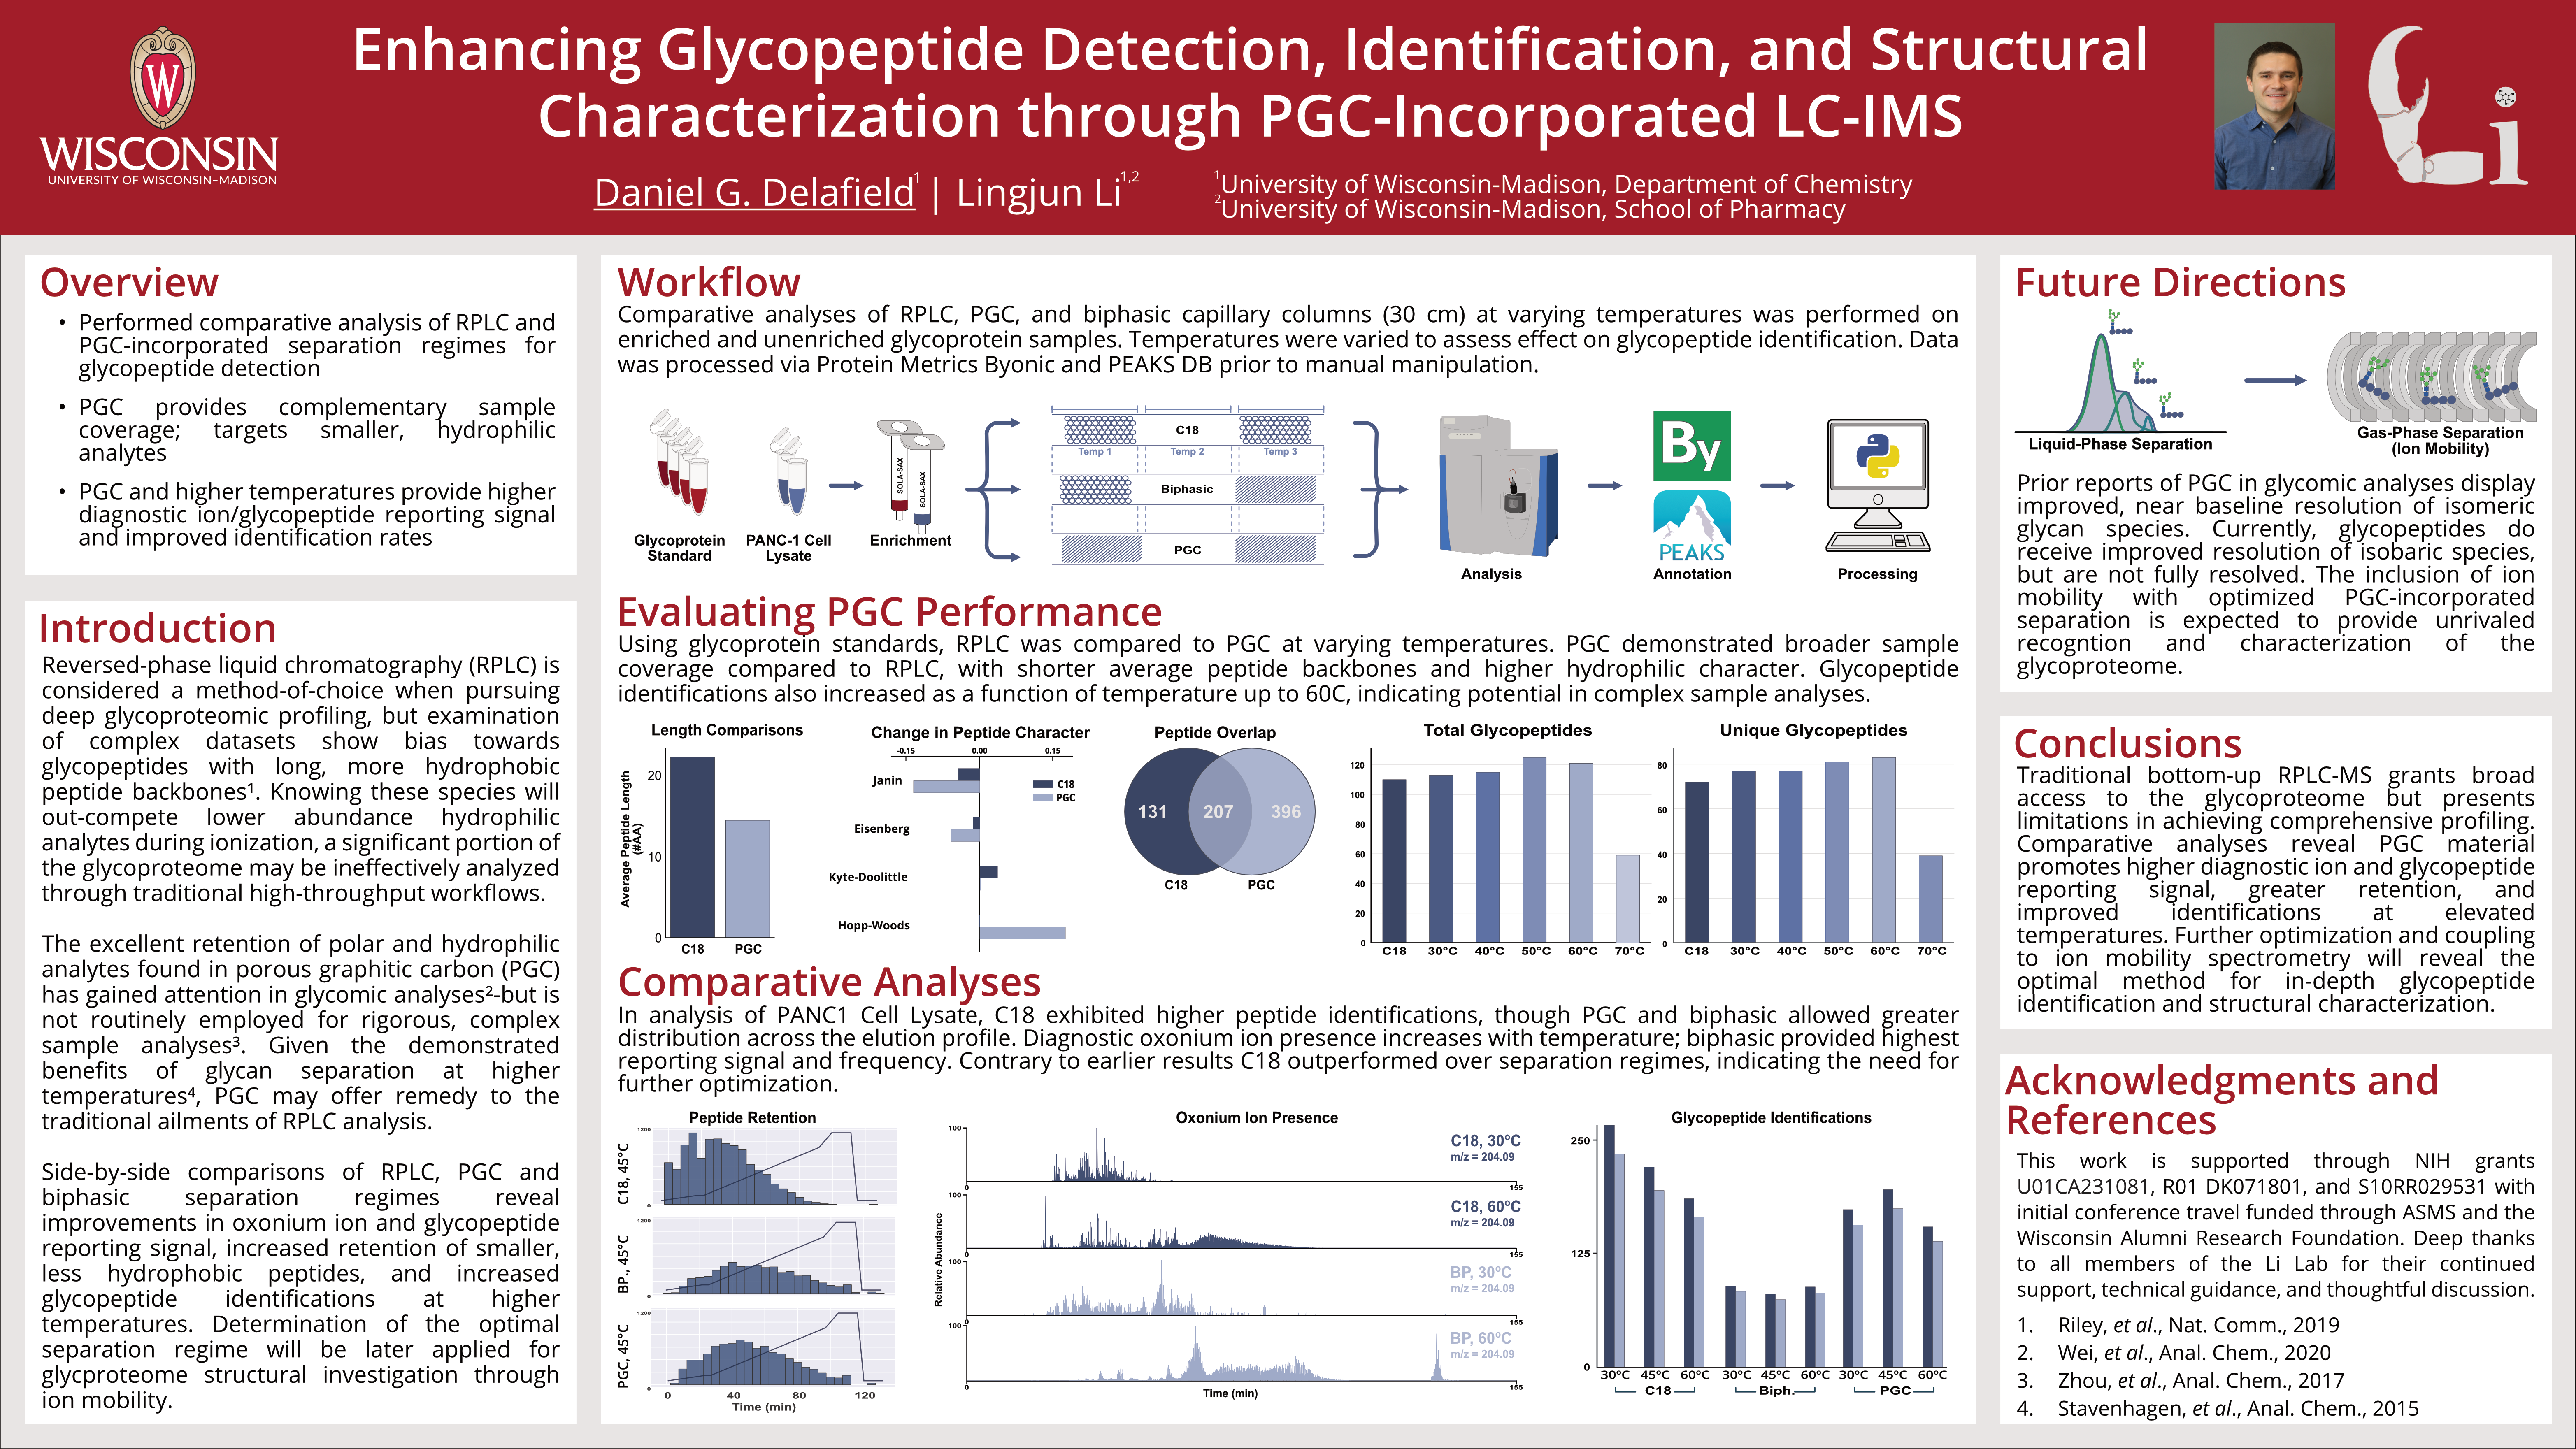 Enhancing Glycopeptide Detection, Identification, and Structural
Characterization through PGC-Incorporated LC-IMS
W
WISCONSIN
UNIVERSITY OF WISCONSIN–MADISON
Daniel G. Delafield¹ | Lingjun Li¹,²
¹University of Wisconsin-Madison, Department of Chemistry
²University of Wisconsin-Madison, School of Pharmacy
Li
Overview
• Performed comparative analysis of RPLC and
PGC-incorporated separation regimes for
glycopeptide detection
• PGC provides complementary sample
coverage; targets smaller, hydrophilic
analytes
• PGC and higher temperatures provide higher
diagnostic ion/glycopeptide reporting signal
and improved identification rates
Introduction
Reversed-phase liquid chromatography (RPLC) is
considered a method-of-choice when pursuing
deep glycoproteomic profiling, but examination
of complex datasets show bias towards
glycopeptides with long, more hydrophobic
peptide backbones¹. Knowing these species will
out-compete lower abundance hydrophilic
analytes during ionization, a significant portion of
the glycoproteome may be ineffectively analyzed
through traditional high-throughput workflows.
The excellent retention of polar and hydrophilic
analytes found in porous graphitic carbon (PGC)
has gained attention in glycomic analyses²-but is
not routinely employed for rigorous, complex
sample analyses³. Given the demonstrated
benefits of glycan separation at higher
temperatures⁴, PGC may offer remedy to the
traditional ailments of RPLC analysis.
Side-by-side comparisons of RPLC, PGC and
biphasic separation regimes reveal
improvements in oxonium ion and glycopeptide
reporting signal, increased retention of smaller,
less hydrophobic peptides, and increased
glycopeptide identifications at higher
temperatures. Determination of the optimal
separation regime will be later applied for
glycproteome structural investigation through
ion mobility.
Workflow
Comparative analyses of RPLC, PGC, and biphasic capillary columns (30 cm) at varying temperatures was performed on
enriched and unenriched glycoprotein samples. Temperatures were varied to assess effect on glycopeptide identification. Data
was processed via Protein Metrics Byonic and PEAKS DB prior to manual manipulation.
Glycoprotein
Standard
PANC-1 Cell
Lysate
SOLA-SAX
SOLA-SAX
Enrichment
C18
Temp 1 Temp 2 Temp 3
Biphasic
PGC
Analysis
By
PEAKS
Annotation
Processing
Evaluating PGC Performance
Using glycoprotein standards, RPLC was compared to PGC at varying temperatures. PGC demonstrated broader sample
coverage compared to RPLC, with shorter average peptide backbones and higher hydrophilic character. Glycopeptide
identifications also increased as a function of temperature up to 60C, indicating potential in complex sample analyses.
Length Comparisons
Average Peptide Length
(#AA)
20
10
0
C18 PGC
Change in Peptide Character
-0.15 0.00 0.15
Janin
Eisenberg
Kyte-Doolittle
Hopp-Woods
C18
PGC
Peptide Overlap
131 207 396
C18 PGC
Total Glycopeptides
120
100
80
60
40
20
0
C18 30°C 40°C 50°C 60°C 70°C
Unique Glycopeptides
80
60
40
20
0
C18 30°C 40°C 50°C 60°C 70°C
Comparative Analyses
In analysis of PANC1 Cell Lysate, C18 exhibited higher peptide identifications, though PGC and biphasic allowed greater
distribution across the elution profile. Diagnostic oxonium ion presence increases with temperature; biphasic provided highest
reporting signal and frequency. Contrary to earlier results C18 outperformed over separation regimes, indicating the need for
further optimization.
Peptide Retention
C18, 45°C
1200
0
BP., 45°C
1200
0
PGC, 45°C
1200
0
0 40 80 120
Time (min)
Oxonium Ion Presence
Relative Abundance
100
C18, 30°C
m/z = 204.09
0 155
100
C18, 60°C
m/z = 204.09
0 155
100
BP, 30°C
m/z = 204.09
0 155
100
BP, 60°C
m/z = 204.09
0 155
Time (min)
Glycopeptide Identifications
250
125
0
30°C 45°C 60°C 30°C 45°C 60°C 30°C 45°C 60°C
C18 Biph. PGC
Future Directions
Liquid-Phase Separation
Gas-Phase Separation
(Ion Mobility)
Prior reports of PGC in glycomic analyses display
improved, near baseline resolution of isomeric
glycan species. Currently, glycopeptides do
receive improved resolution of isobaric species,
but are not fully resolved. The inclusion of ion
mobility with optimized PGC-incorporated
separation is expected to provide unrivaled
recogntion and characterization of the
glycoproteome.
Conclusions
Traditional bottom-up RPLC-MS grants broad
access to the glycoproteome but presents
limitations in achieving comprehensive profiling.
Comparative analyses reveal PGC material
promotes higher diagnostic ion and glycopeptide
reporting signal, greater retention, and
improved identifications at elevated
temperatures. Further optimization and coupling
to ion mobility spectrometry will reveal the
optimal method for in-depth glycopeptide
identification and structural characterization.
Acknowledgments and
References
This work is supported through NIH grants
U01CA231081, R01 DK071801, and S10RR029531 with
initial conference travel funded through ASMS and the
Wisconsin Alumni Research Foundation. Deep thanks
to all members of the Li Lab for their continued
support, technical guidance, and thoughtful discussion.
1. Riley, et al., Nat. Comm., 2019
2. Wei, et al., Anal. Chem., 2020
3. Zhou, et al., Anal. Chem., 2017
4. Stavenhagen, et al., Anal. Chem., 2015